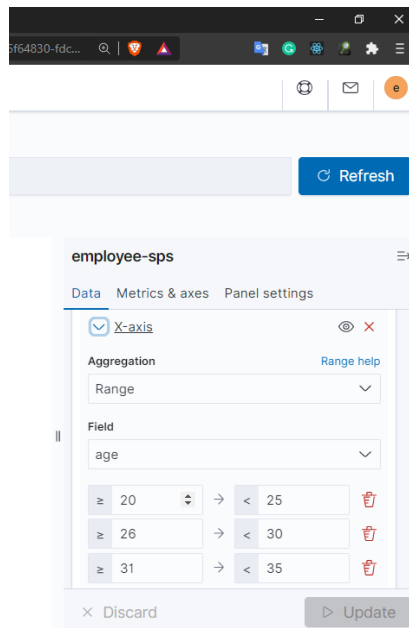 5f64830-fdc...
e
Refresh
employee-sps
Data Metrics & axes Panel settings
X-axis
Aggregation Range help
Range
Field
age
≥ 20 → < 25
≥ 26 → < 30
≥ 31 → < 35
× Discard Update